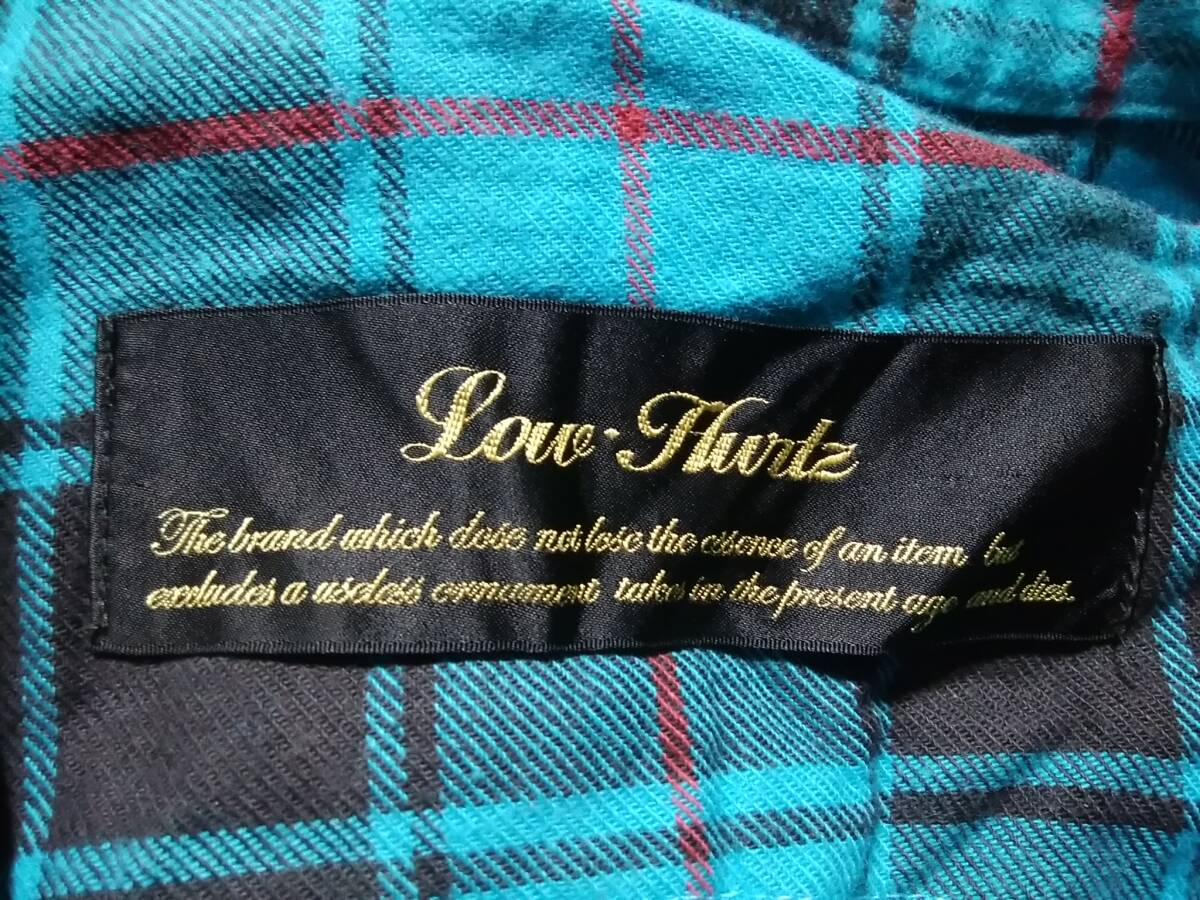 Low·Hurtz
The brand which dose not lose the essence of an item but
excludes a useless ornament takes in the present age and dies.